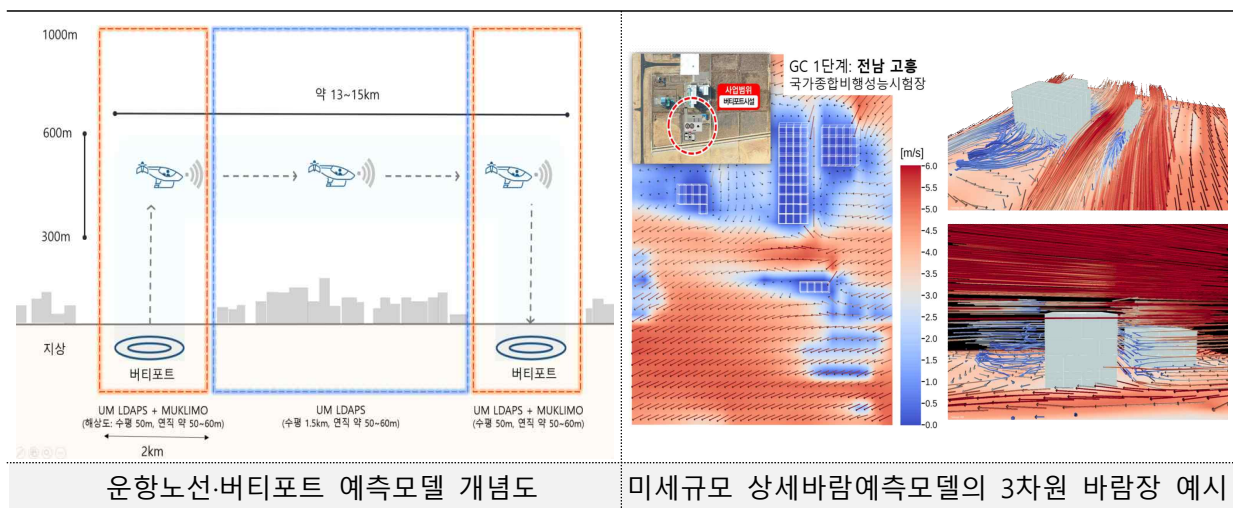 1000m
약 13~15km
600m
300m
지상
버티포트
버티포트
UM LDAPS + MUKLIMO
(해상도: 수평 50m, 연직 약 50~60m)
UM LDAPS
(수평 1.5km, 연직 약 50~60m)
UM LDAPS + MUKLIMO
(수평 50m, 연직 약 50~60m)
2km
운항노선·버티포트 예측모델 개념도
GC 1단계: 전남 고흥
국가종합비행성능시험장
사업범위
버티포트시설
[m/s]
6.0
5.5
5.0
4.5
4.0
3.5
3.0
2.5
2.0
1.5
1.0
0.5
0.0
미세규모 상세바람예측모델의 3차원 바람장 예시